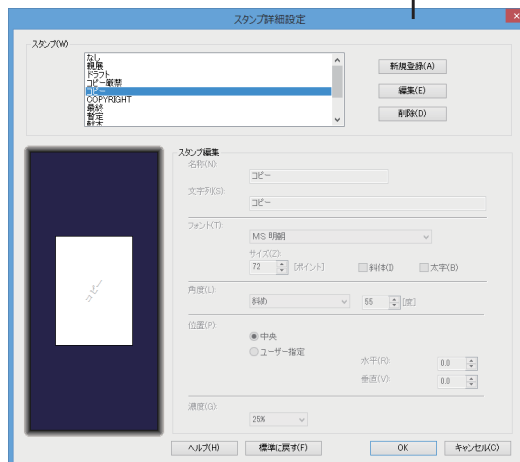 スタンプ詳細設定
スタンプ(W)
なし
親展
ドラフト
コピー厳禁
コピー
COPYRIGHT
最終
暫定
新規登録(A)
編集(E)
削除(D)
スタンプ編集
名称(N):
コピー
文字列(S):
コピー
フォント(T):
MS 明朝
サイズ(Z):
72 [ポイント] 斜体(I) 太字(B)
角度(L):
斜め 55 [度]
位置(P):
中央
ユーザー指定
水平(R): 0.0
垂直(V): 0.0
濃度(G):
25%
コピー
ヘルプ(H) 標準に戻す(F) OK キャンセル(C)